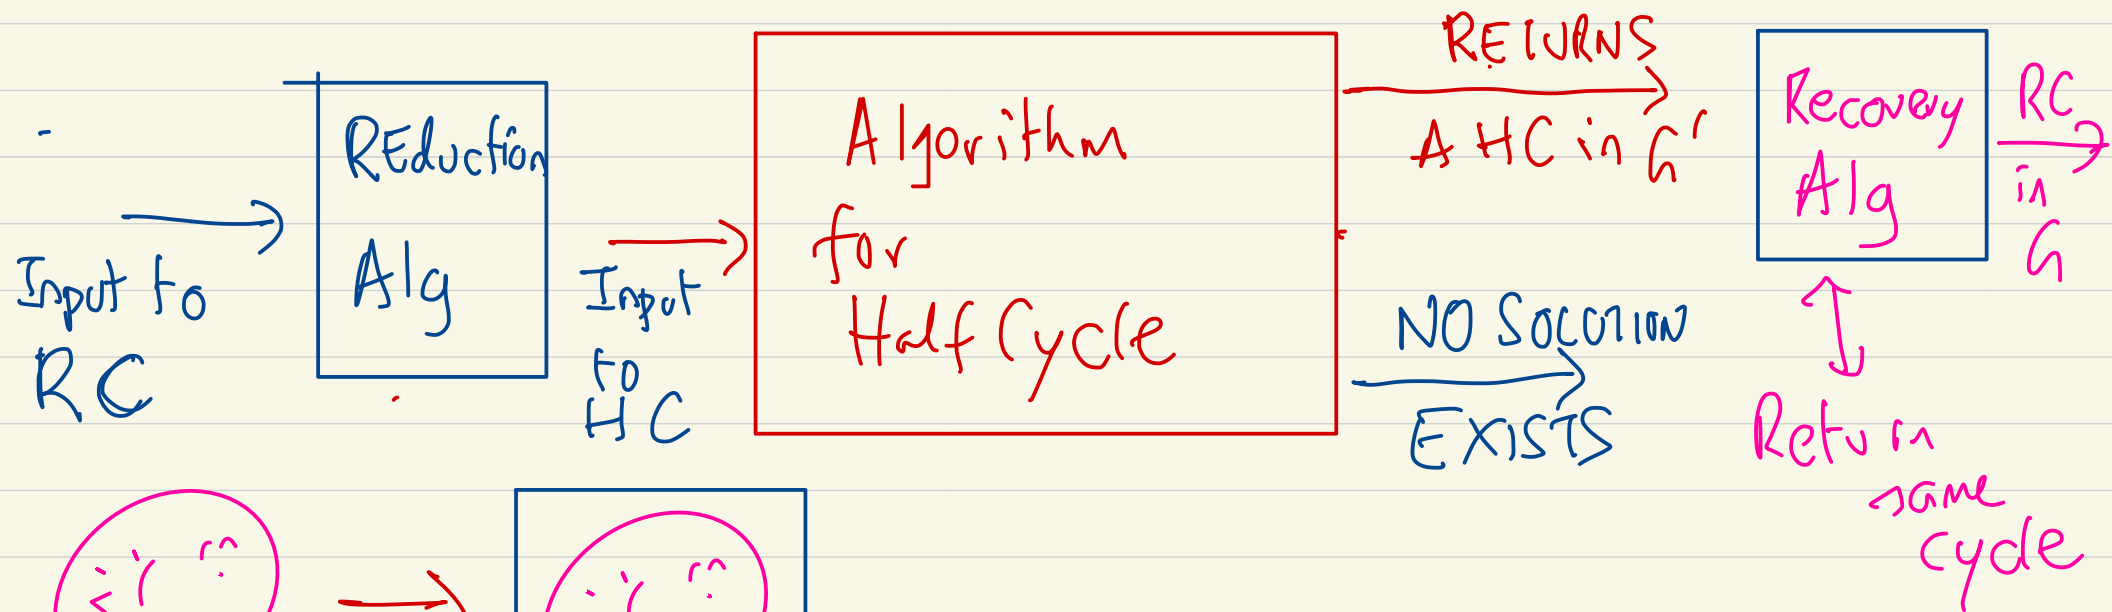 REduction
Alg
Input to
RC
Input
to
HC
Algorithm
for
Half Cycle
RETURNS
A HC in G'
NO SOLUTION
EXISTS
Recovery
Alg
RC
in
G
Return
same
cycle